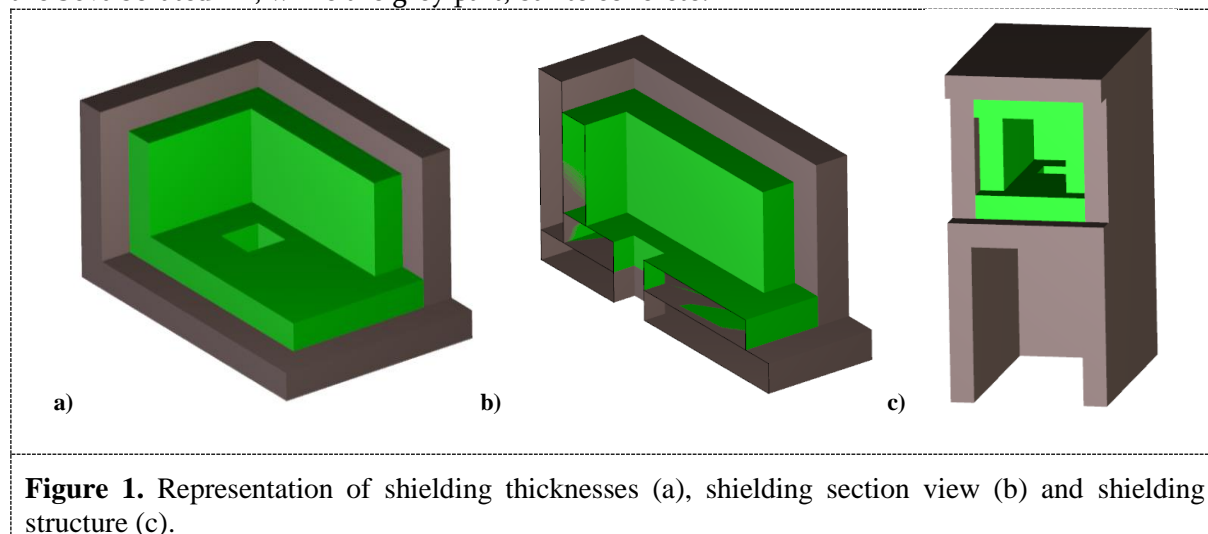 a)
b)
c)
Figure 1. Representation of shielding thicknesses (a), shielding section view (b) and shielding
structure (c).